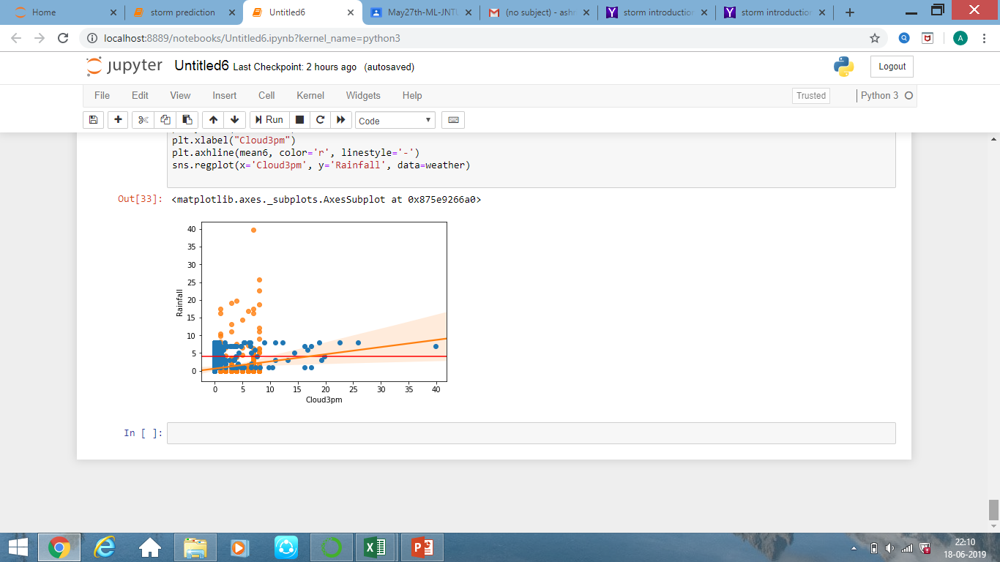 Home
storm prediction
Untitled6
May27th-ML-JNTU
(no subject) - ashr
storm introduction
storm introduction
localhost:8889/notebooks/Untitled6.ipynb?kernel_name=python3
A
jupyter Untitled6 Last Checkpoint: 2 hours ago (autosaved)
Logout
File Edit View Insert Cell Kernel Widgets Help
Trusted
Python 3
Run
Code
plt.xlabel("Cloud3pm")
plt.axhline(mean6, color='r', linestyle='-')
sns.regplot(x='Cloud3pm', y='Rainfall', data=weather)
Out[33]: <matplotlib.axes._subplots.AxesSubplot at 0x875e9266a0>
40
35
30
25
20
15
10
5
0
Rainfall
0 5 10 15 20 25 30 35 40
Cloud3pm
In [ ]:
22:10
18-06-2019